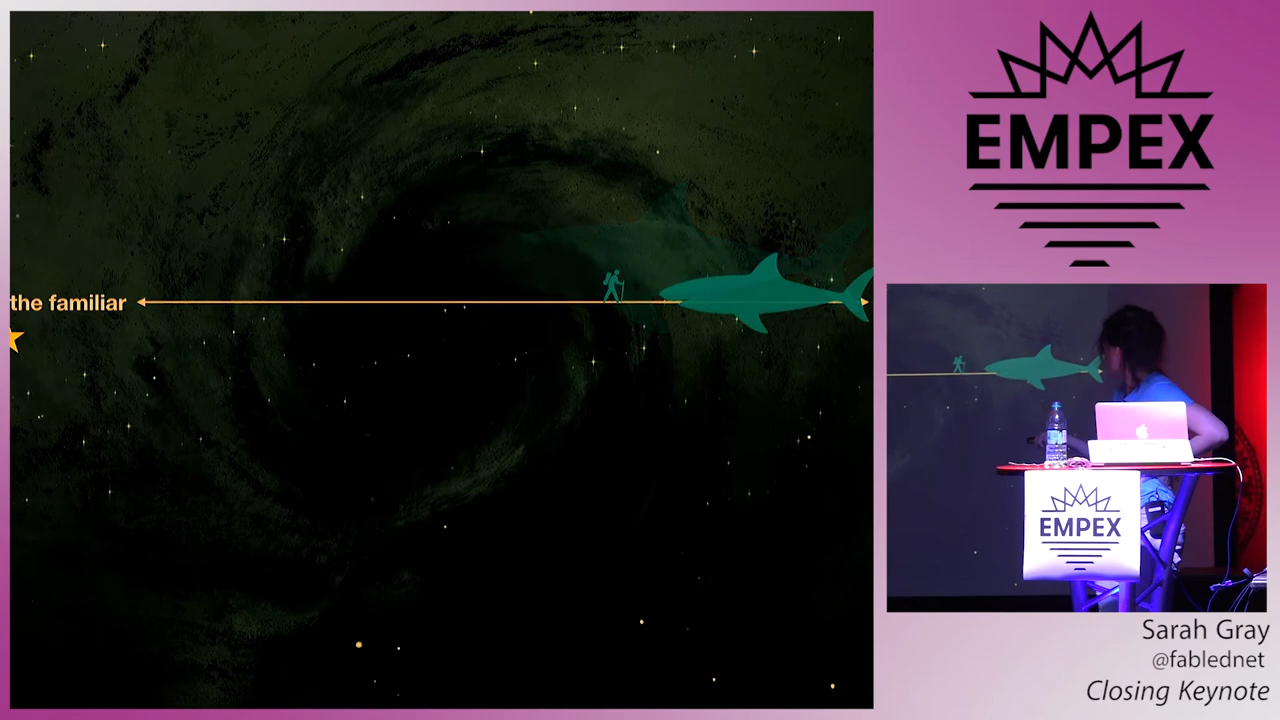 the familiar
EMPEX
EMPEX
Sarah Gray
@fablednet
Closing Keynote